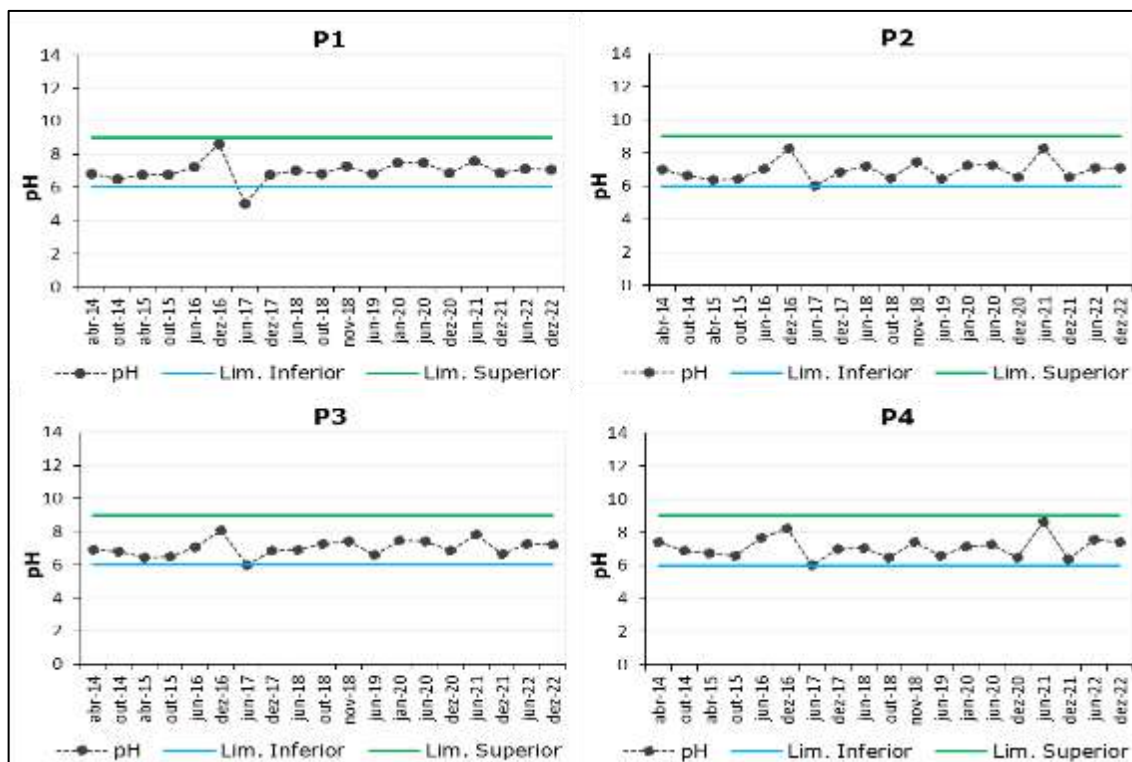 P1
14
12
10
8
6
4
2
0
pH
abr-14
out-14
abr-15
out-15
jun-16
dez-16
jun-17
dez-17
jun-18
out-18
nov-18
jun-19
jan-20
jun-20
dez-20
jun-21
dez-21
jun-22
dez-22
pH Lim. Inferior Lim. Superior
P2
14
12
10
8
6
4
2
0
pH
abr-14
out-14
abr-15
out-15
jun-16
dez-16
jun-17
dez-17
jun-18
out-18
nov-18
jun-19
jan-20
jun-20
dez-20
jun-21
dez-21
jun-22
dez-22
pH Lim. Inferior Lim. Superior
P3
14
12
10
8
6
4
2
0
pH
abr-14
out-14
abr-15
out-15
jun-16
dez-16
jun-17
dez-17
jun-18
out-18
nov-18
jun-19
jan-20
jun-20
dez-20
jun-21
dez-21
jun-22
dez-22
pH Lim. Inferior Lim. Superior
P4
14
12
10
8
6
4
2
0
pH
abr-14
out-14
abr-15
out-15
jun-16
dez-16
jun-17
dez-17
jun-18
out-18
nov-18
jun-19
jan-20
jun-20
dez-20
jun-21
dez-21
jun-22
dez-22
pH Lim. Inferior Lim. Superior